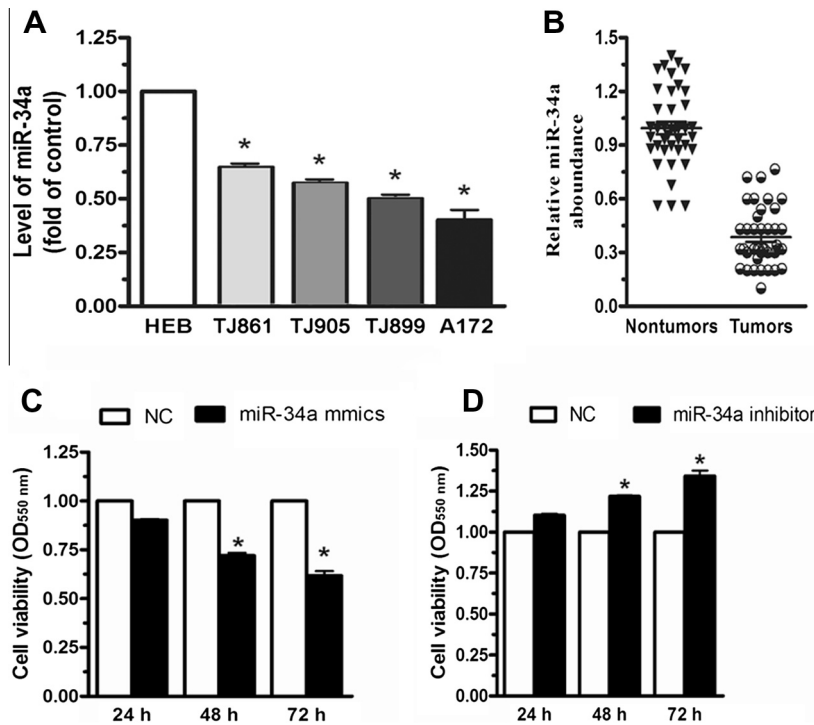 A
Level of miR-34a
(fold of control)
1.25
1.00
0.75
0.50
0.25
0.00
*
*
*
*
HEB TJ861 TJ905 TJ899 A172
B
Relative miR-34a
aboundance
1.5
1.2
0.9
0.6
0.3
0.0
Nontumors Tumors
C
NC miR-34a mmics
Cell viability (OD550 nm)
1.25
1.00
0.75
0.50
0.25
0.00
*
*
24 h 48 h 72 h
D
NC miR-34a inhibitor
Cell viability (OD550 nm)
1.50
1.25
1.00
0.75
0.50
0.25
0.00
*
*
24 h 48 h 72 h